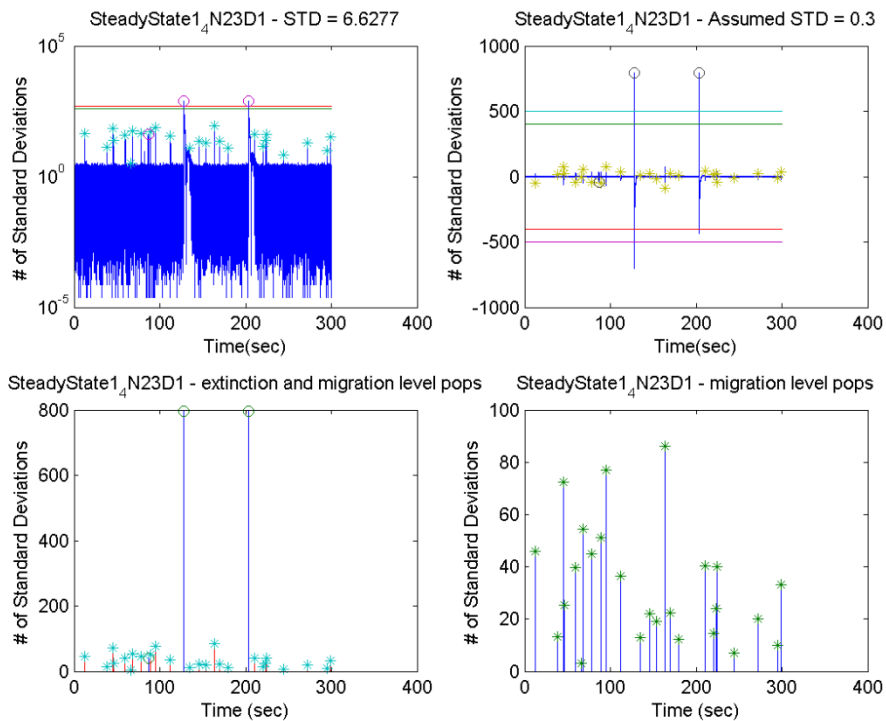 SteadyState1₄N23D1 - STD = 6.6277
10⁵
10⁰
10⁻⁵
# of Standard Deviations
0 100 200 300 400
Time(sec)
SteadyState1₄N23D1 - Assumed STD = 0.3
1000
500
0
-500
-1000
# of Standard Deviations
0 100 200 300 400
Time(sec)
SteadyState1₄N23D1 - extinction and migration level pops
800
600
400
200
0
# of Standard Deviations
0 100 200 300 400
Time (sec)
SteadyState1₄N23D1 - migration level pops
100
80
60
40
20
0
# of Standard Deviations
0 100 200 300 400
Time (sec)